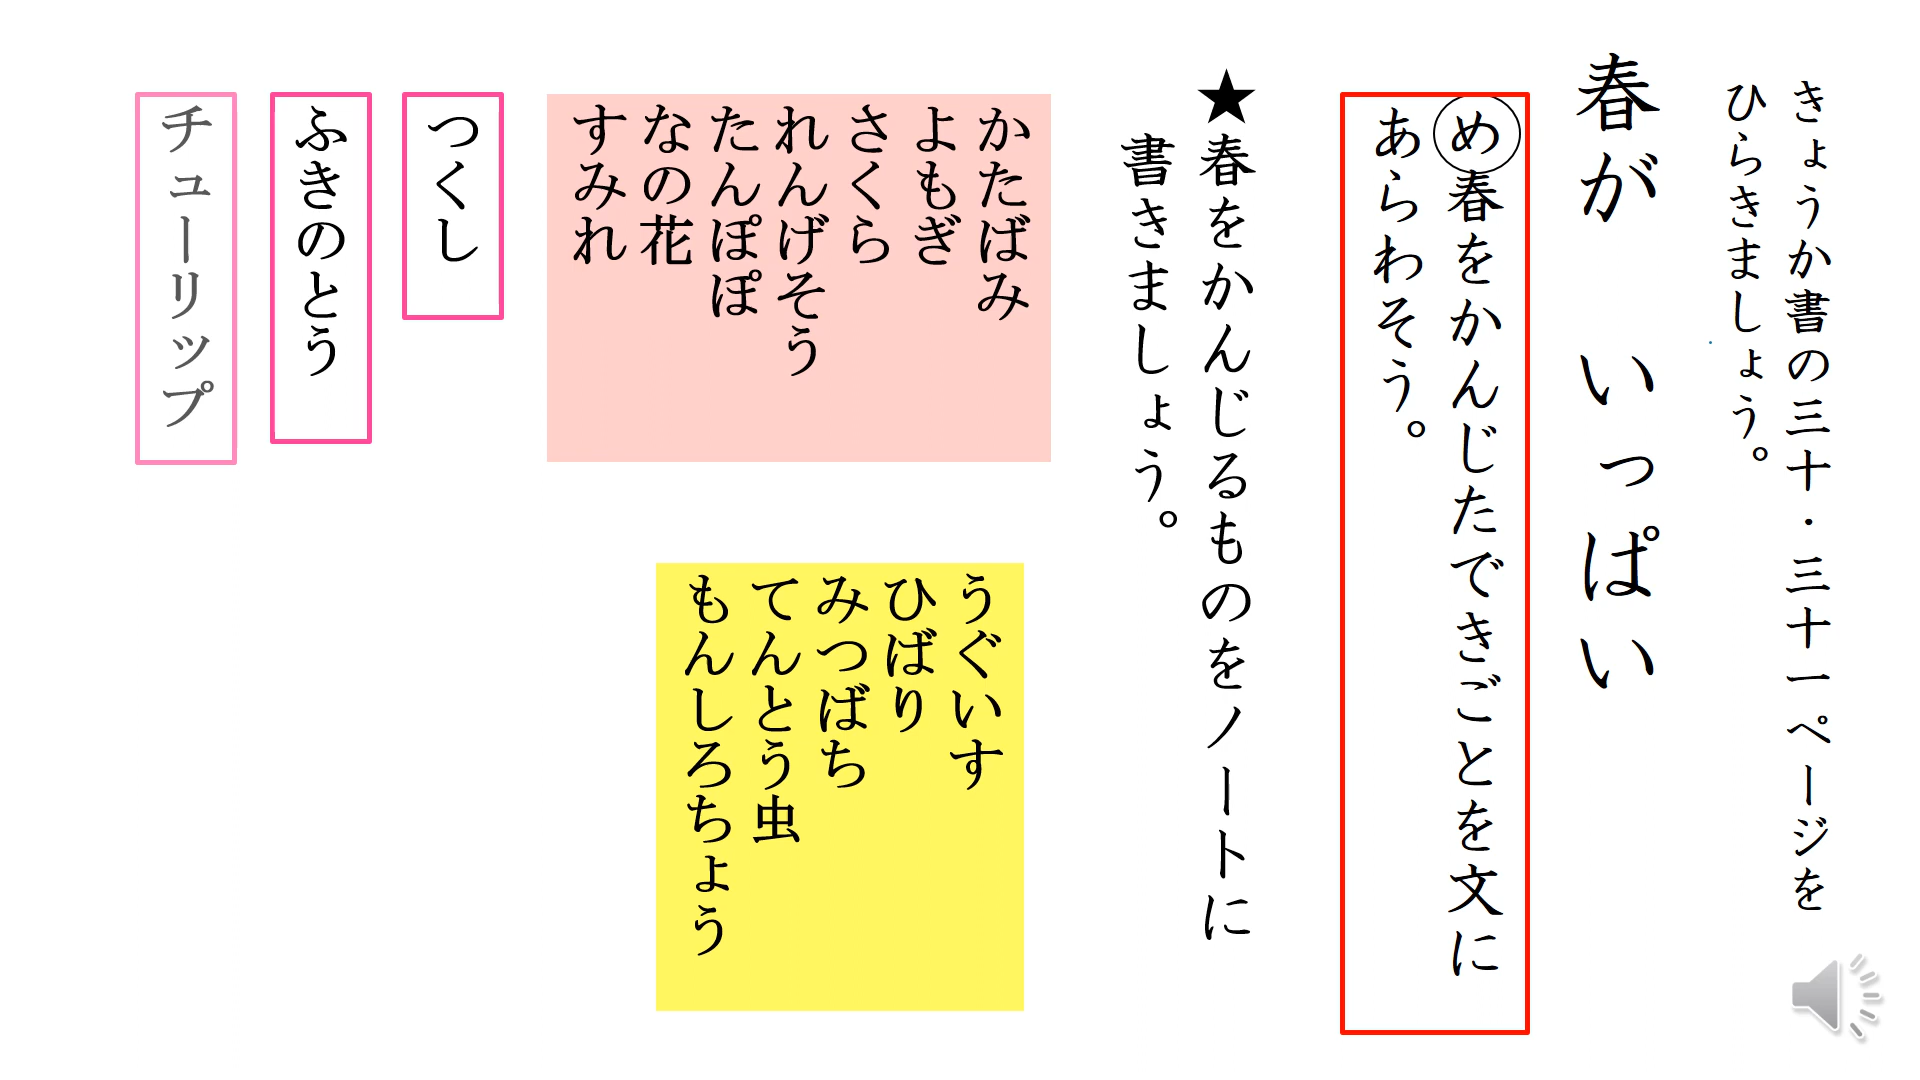 きょうか書の三十・三十一ページを
ひらきましょう。
春が　いっぱい
め春をかんじたできごとを文に
あらわそう。
★春をかんじるものをノートに
書きましょう。
かたばみ
よもぎ
さくら
れんげそう
たんぽぽ
なの花
すみれ
うぐいす
ひばり
みつばち
てんとう虫
もんしろちょう
つくし
ふきのとう
チューリップ